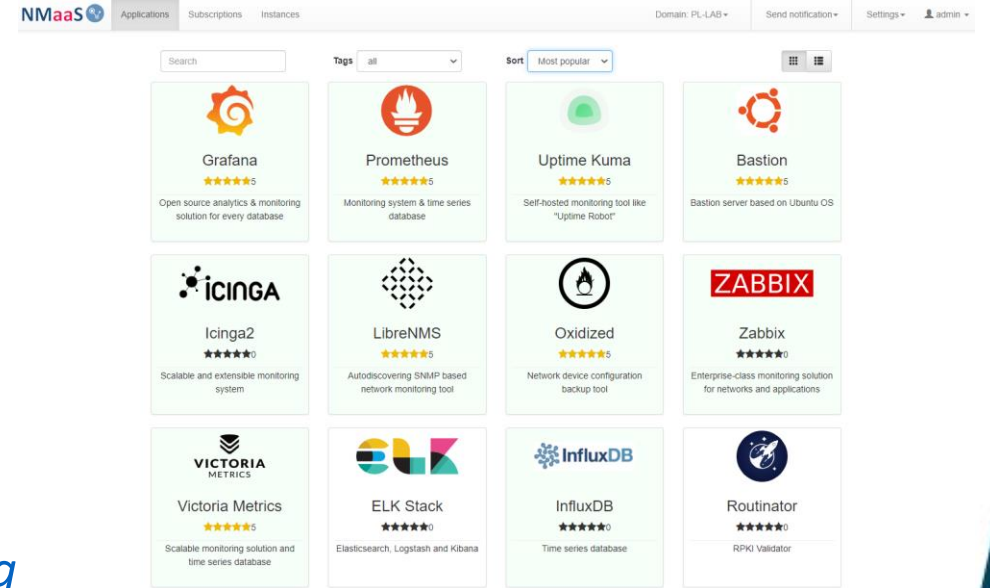 NMaaS Applications Subscriptions Instances Domain: PL-LAB Send notification Settings admin
Search Tags all Sort Most popular
Grafana Prometheus Uptime Kuma Bastion
5 5 5 5
Open source analytics & monitoring solution for every database
Monitoring system & time series database
Self-hosted monitoring tool like "Uptime Robot"
Bastion server based on Ubuntu OS
icinga ZABBIX
Icinga2 LibreNMS Oxidized Zabbix
0 5 5 0
Scalable and extensible monitoring system
Autodiscovering SNMP based network monitoring tool
Network device configuration backup tool
Enterprise-class monitoring solution for networks and applications
VICTORIA METRICS ELK InfluxDB
Victoria Metrics ELK Stack InfluxDB Routinator
5 0 0 0
Scalable monitoring solution and time series database
Elasticsearch, Logstash and Kibana
Time series database
RPKI Validator